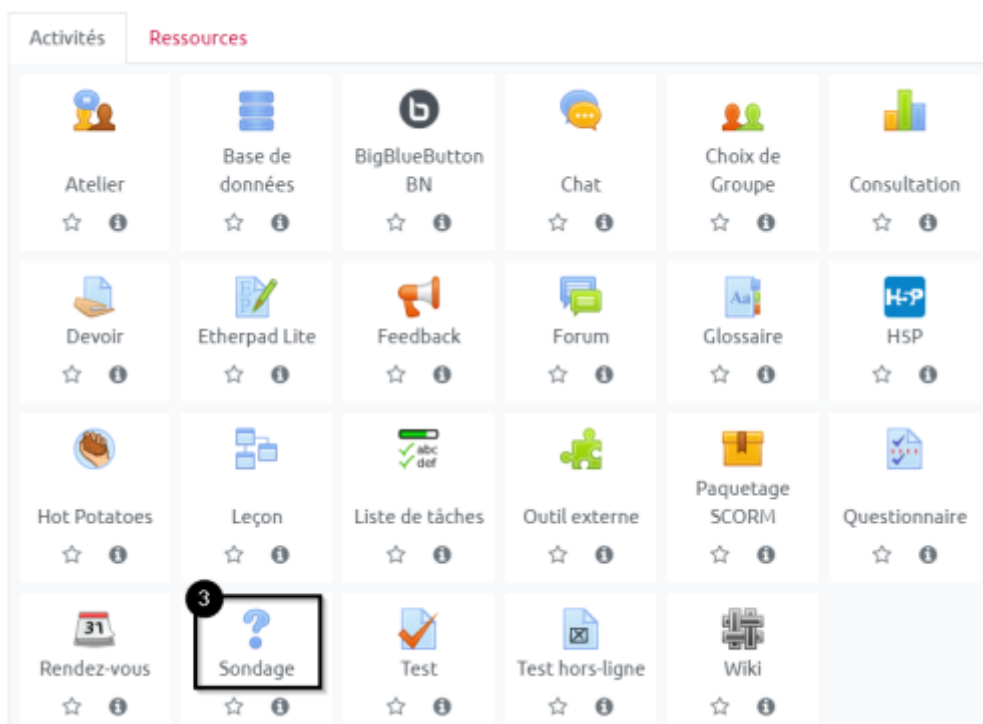 Activités Ressources
Atelier
Base de
données
BigBlueButton
BN
Chat
Choix de
Groupe
Consultation
Devoir
Etherpad Lite
Feedback
Forum
Glossaire
H5P
H5P
Hot Potatoes
Leçon
abc
def
Liste de tâches
Outil externe
Paquetage
SCORM
Questionnaire
31
Rendez-vous
3
Sondage
Test
Test hors-ligne
Wiki